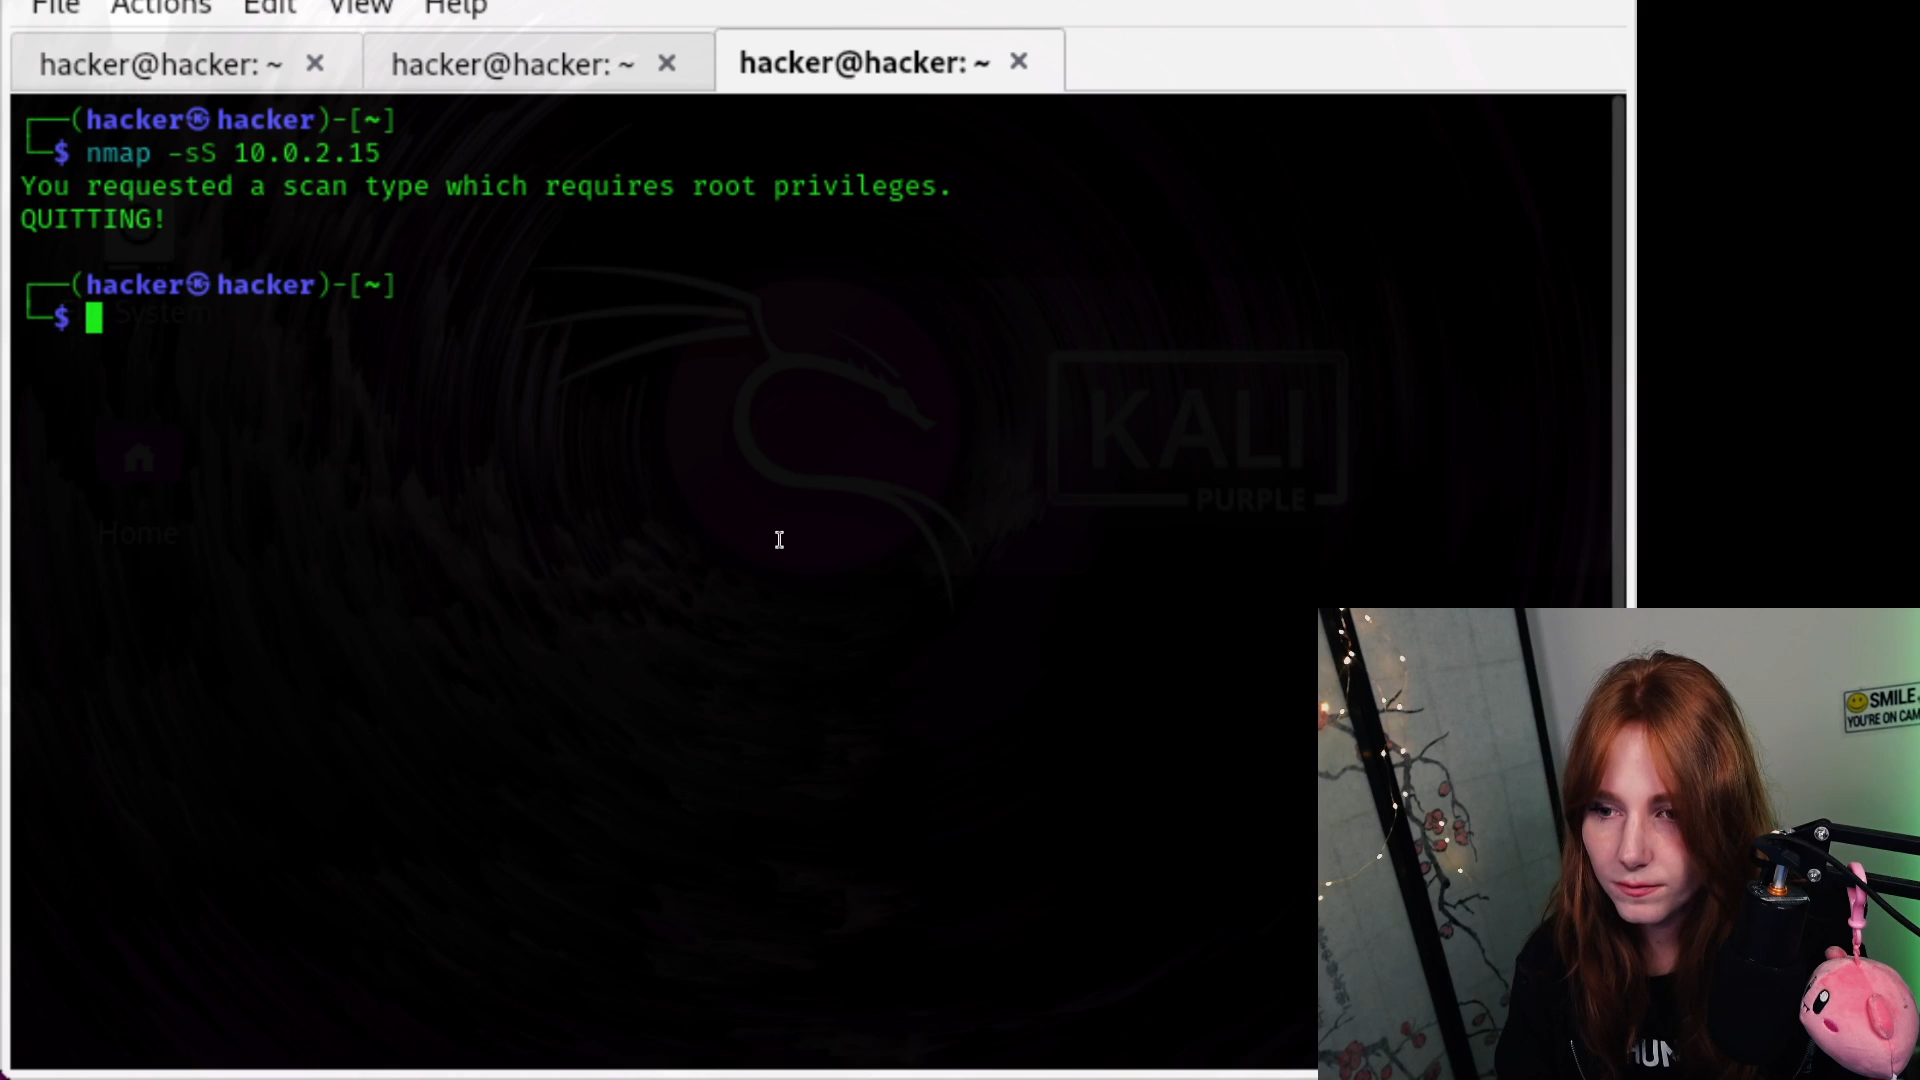 File Actions Edit View Help
hacker@hacker: ~ × hacker@hacker: ~ × hacker@hacker: ~ ×
┌──(hacker㉿hacker)-[~]
└─$ nmap -sS 10.0.2.15
You requested a scan type which requires root privileges.
QUITTING!
┌──(hacker㉿hacker)-[~]
└─$
System
KALI
PURPLE
Home
SMILE
YOU'RE ON CAM